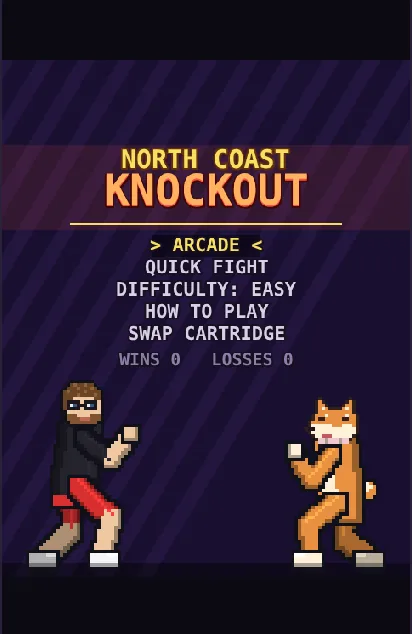 NORTH COAST
KNOCKOUT
> ARCADE <
QUICK FIGHT
DIFFICULTY: EASY
HOW TO PLAY
SWAP CARTRIDGE
WINS 0 LOSSES 0